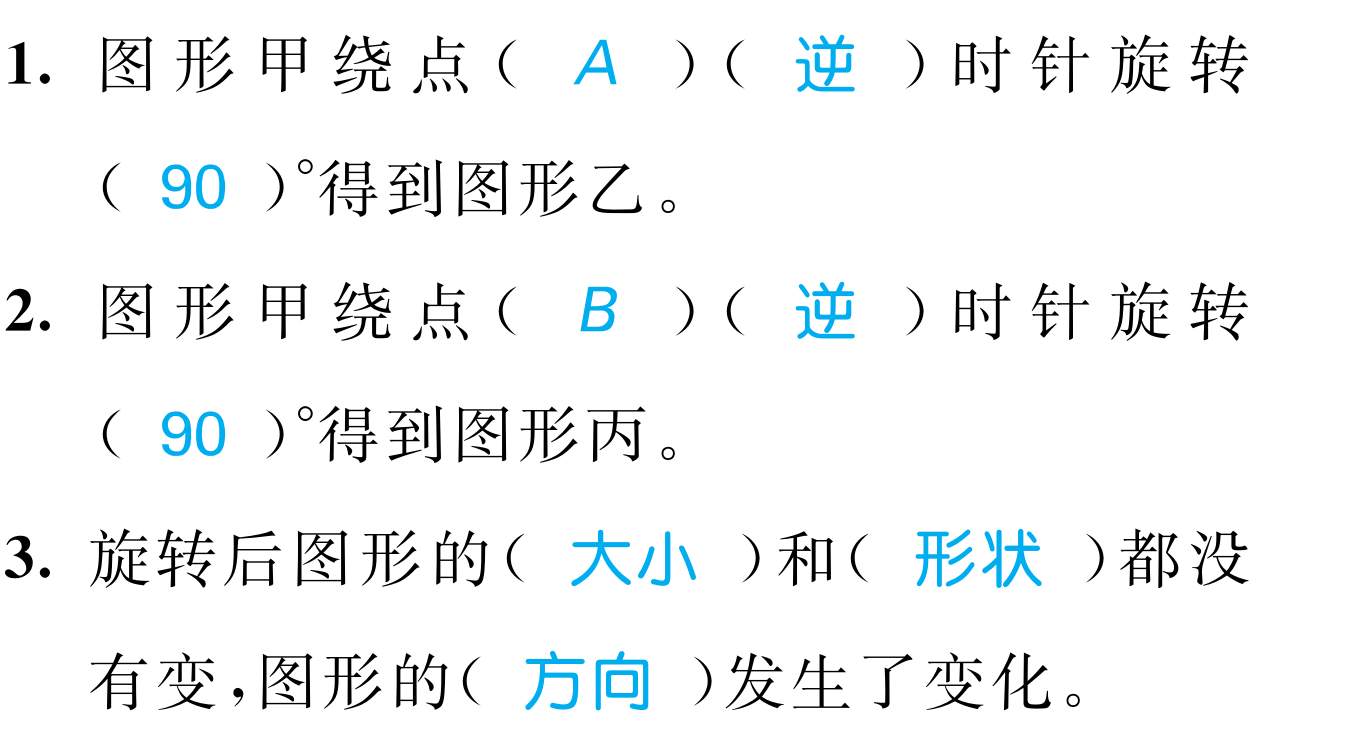 1. 图形甲绕点( A )( 逆 )时针旋转
( 90 )°得到图形乙。
2. 图形甲绕点( B )( 逆 )时针旋转
( 90 )°得到图形丙。
3. 旋转后图形的( 大小 )和( 形状 )都没
有变,图形的( 方向 )发生了变化。